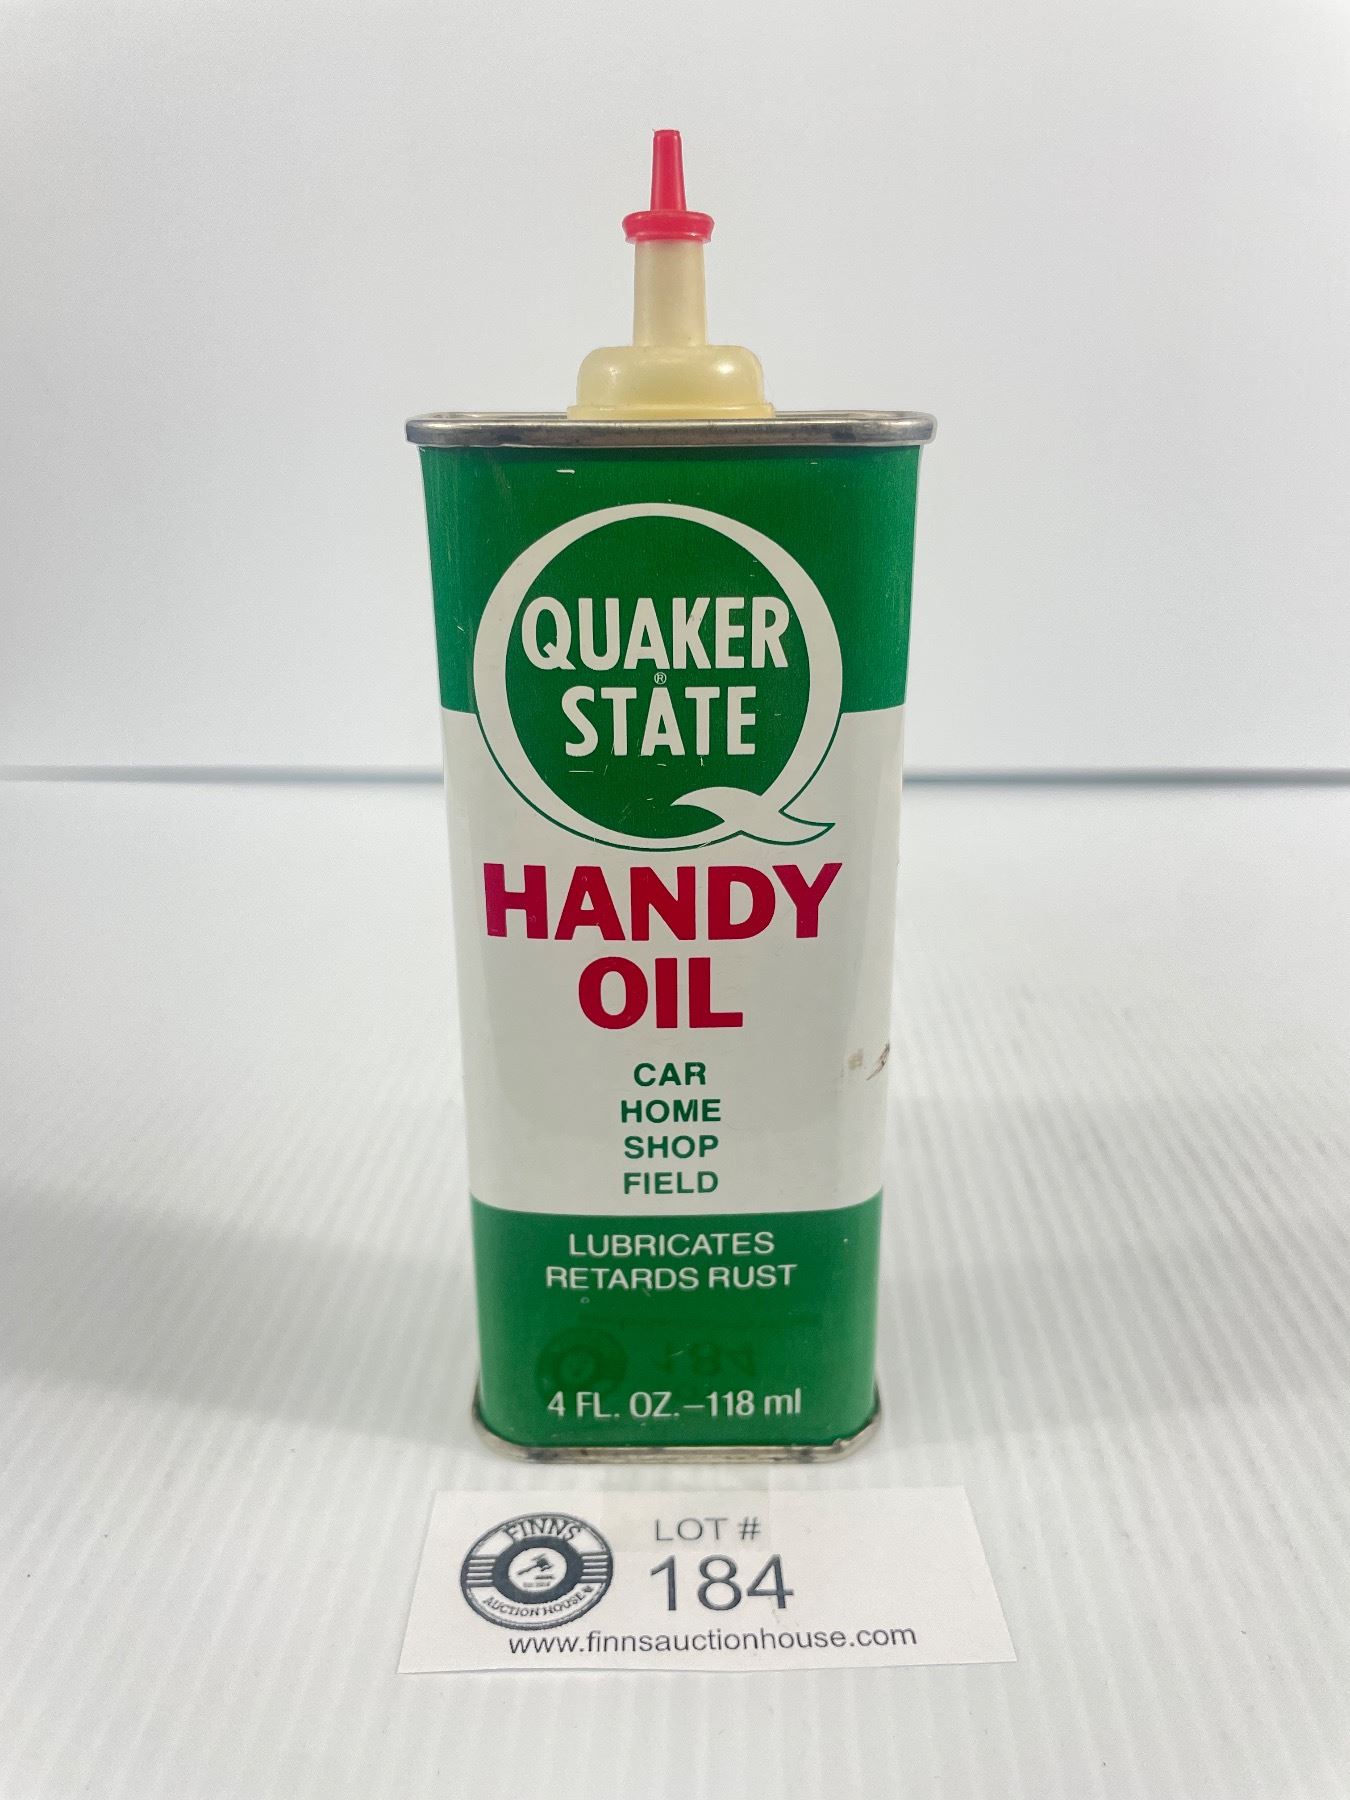 QUAKER
®
STATE
HANDY
OIL
CAR
HOME
SHOP
FIELD
LUBRICATES
RETARDS RUST
4 FL. OZ.–118 ml
FINNS
AUCTION HOUSE
LOT #
184
www.finnsauctionhouse.com